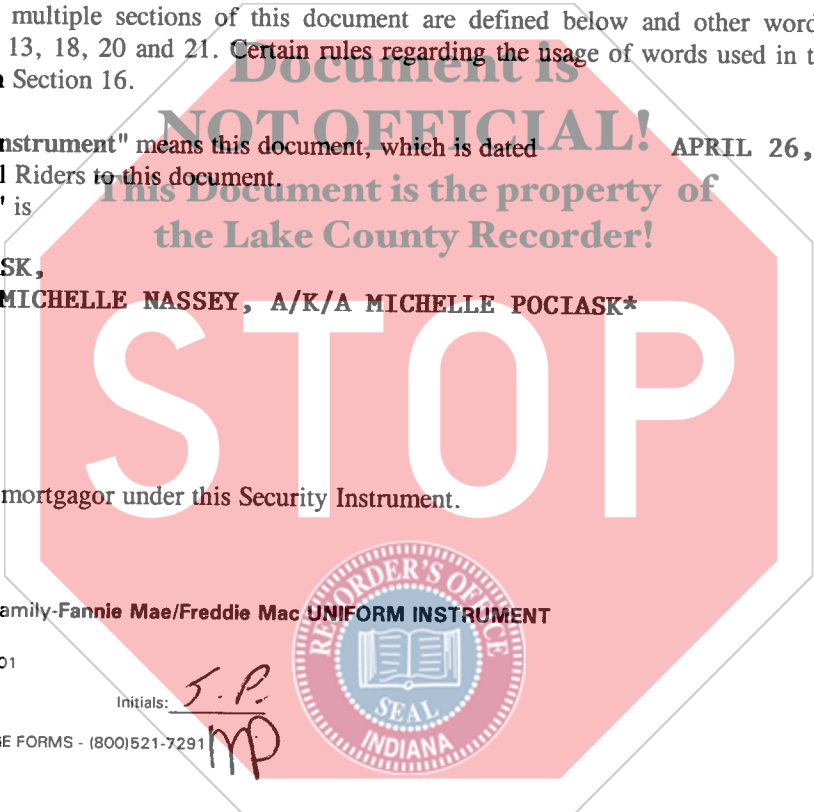 multiple sections of this document are defined below and other word
13, 18, 20 and 21. Certain rules regarding the usage of words used in t
Section 16.
Document is
NOT OFFICIAL!
This Document is the property of
the Lake County Recorder!
nstrument" means this document, which is dated APRIL 26,
l Riders to this document.
" is
SK,
MICHELLE NASSEY, A/K/A MICHELLE POCIASK*
STOP
mortgagor under this Security Instrument.
amily-Fannie Mae/Freddie Mac UNIFORM INSTRUMENT
01
RECORDER'S OFFICE
SEAL
INDIANA
Initials: J.P.
GE FORMS - (800)521-7291 MP